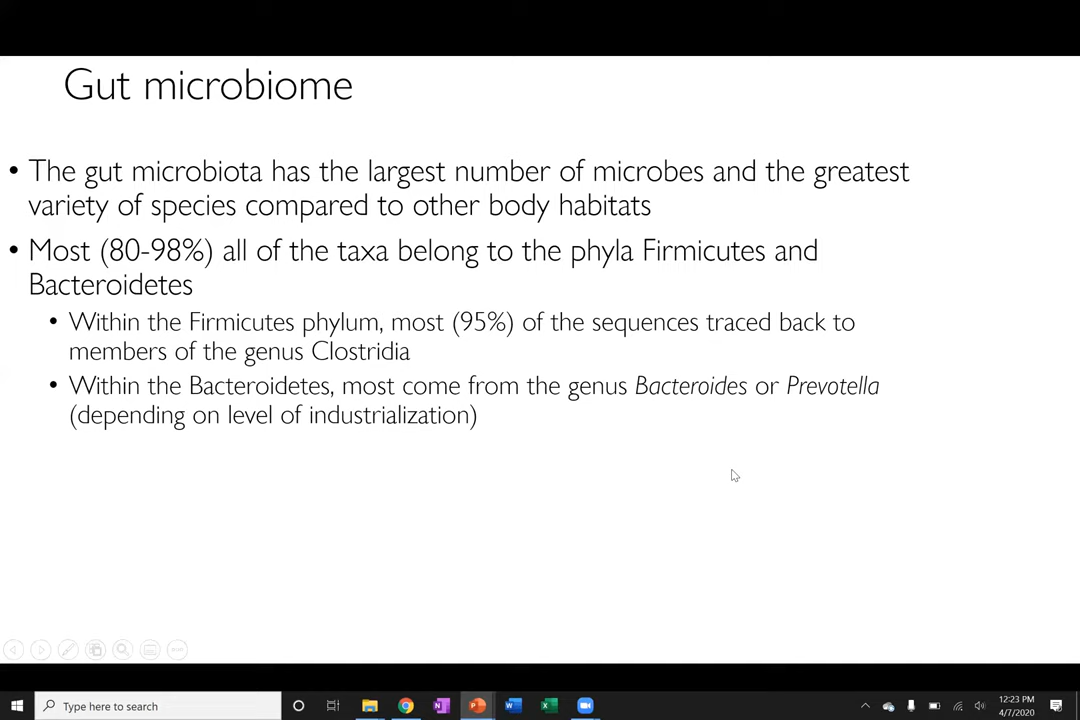 Gut microbiome
• The gut microbiota has the largest number of microbes and the greatest
variety of species compared to other body habitats
• Most (80-98%) all of the taxa belong to the phyla Firmicutes and
Bacteroidetes
• Within the Firmicutes phylum, most (95%) of the sequences traced back to
members of the genus Clostridia
• Within the Bacteroidetes, most come from the genus Bacteroides or Prevotella
(depending on level of industrialization)
Type here to search
12:23 PM
4/7/2020